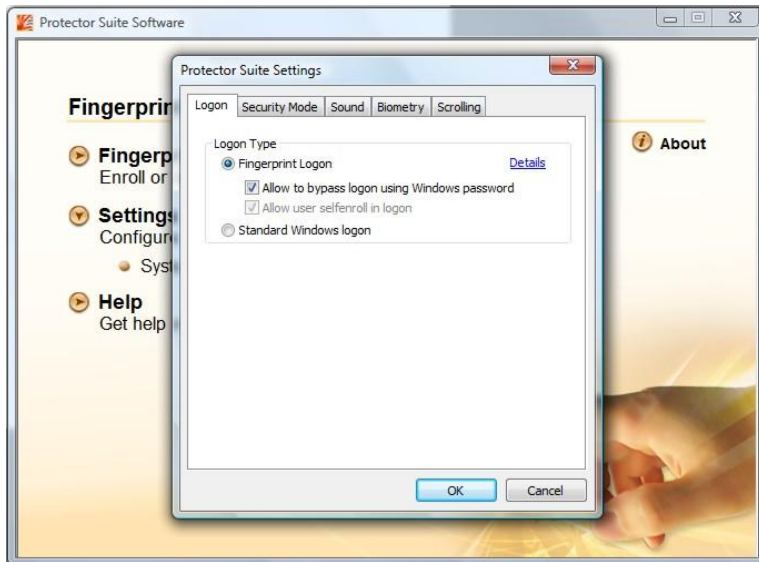 Protector Suite Software
Protector Suite Settings
Logon Security Mode Sound Biometry Scrolling
Logon Type
Fingerprint Logon Details
Allow to bypass logon using Windows password
Allow user selfenroll in logon
Standard Windows logon
OK Cancel
Fingerprin
Fingerp
Enroll or
Settings
Configur
Syst
Help
Get help
About